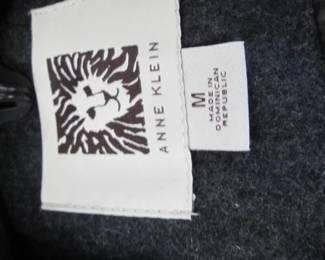 ANNE KLEIN
M
MADE IN
DOMINICAN
REPUBLIC